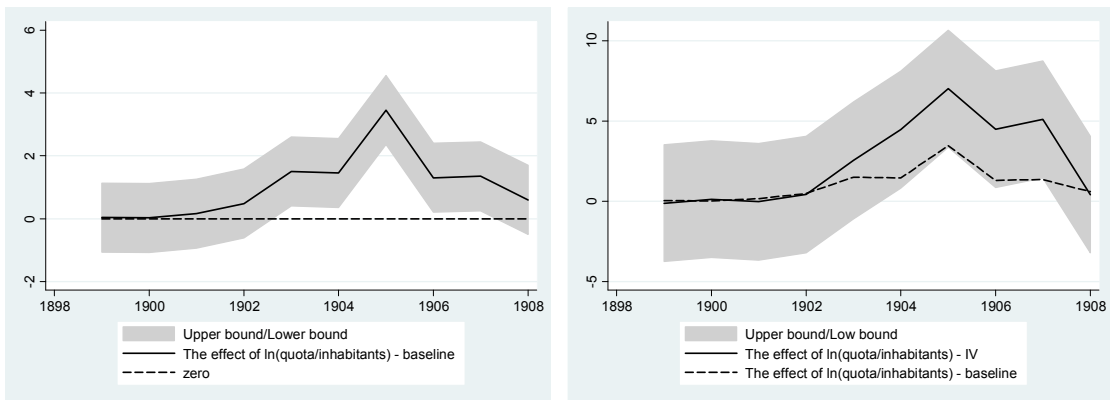 6
4
2
0
-2
1898 1900 1902 1904 1906 1908
Upper bound/Lower bound
The effect of ln(quota/inhabitants) - baseline
zero
10
5
0
-5
1898 1900 1902 1904 1906 1908
Upper bound/Low bound
The effect of ln(quota/inhabitants) - IV
The effect of ln(quota/inhabitants) - baseline